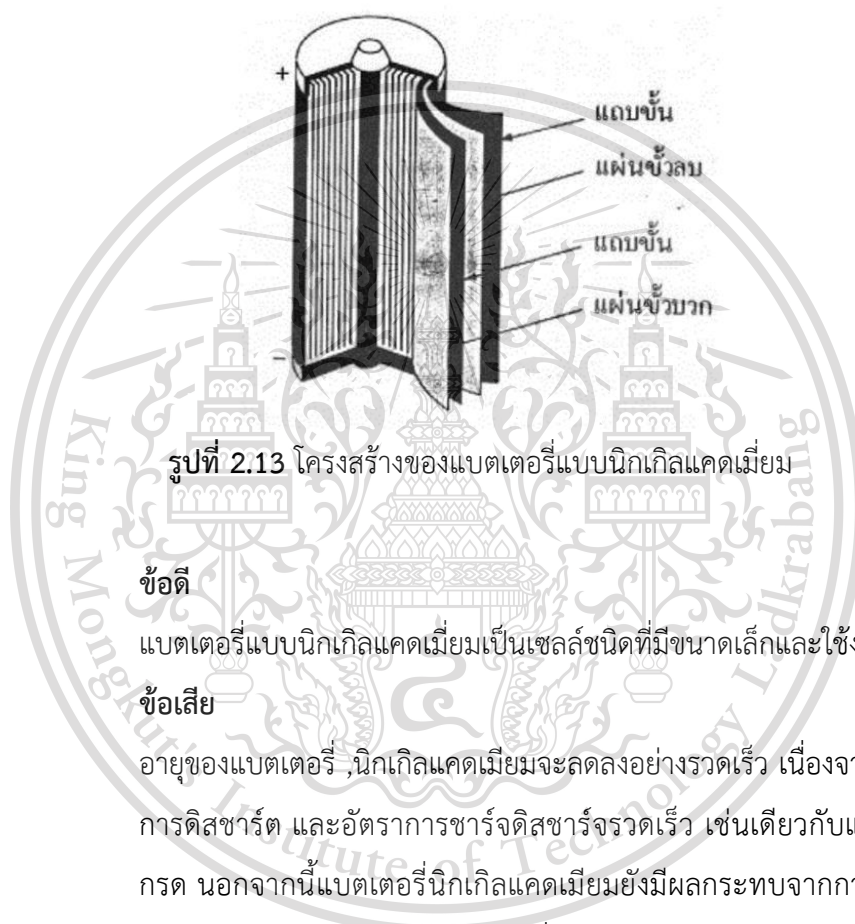 +
แถบขั้น
แผ่นขั้วลบ
แถบขั้น
แผ่นขั้วบวก
−
รูปที่ 2.13 โครงสร้างของแบตเตอรี่แบบนิกเกิลแคดเมี่ยม
ข้อดี
แบตเตอรี่แบบนิกเกิลแคดเมี่ยมเป็นเซลล์ชนิดที่มีขนาดเล็กและใช้ง
ข้อเสีย
อายุของแบตเตอรี่ ,นิกเกิลแคดเมียมจะลดลงอย่างรวดเร็ว เนื่องจา
การดิสชาร์ต และอัตราการชาร์จดิสชาร์จรวดเร็ว เช่นเดียวกับแ
กรด นอกจากนี้แบตเตอรี่นิกเกิลแคดเมียมยังมีผลกระทบจากกา
King Mongkut's Institute of Technology Ladkrabang